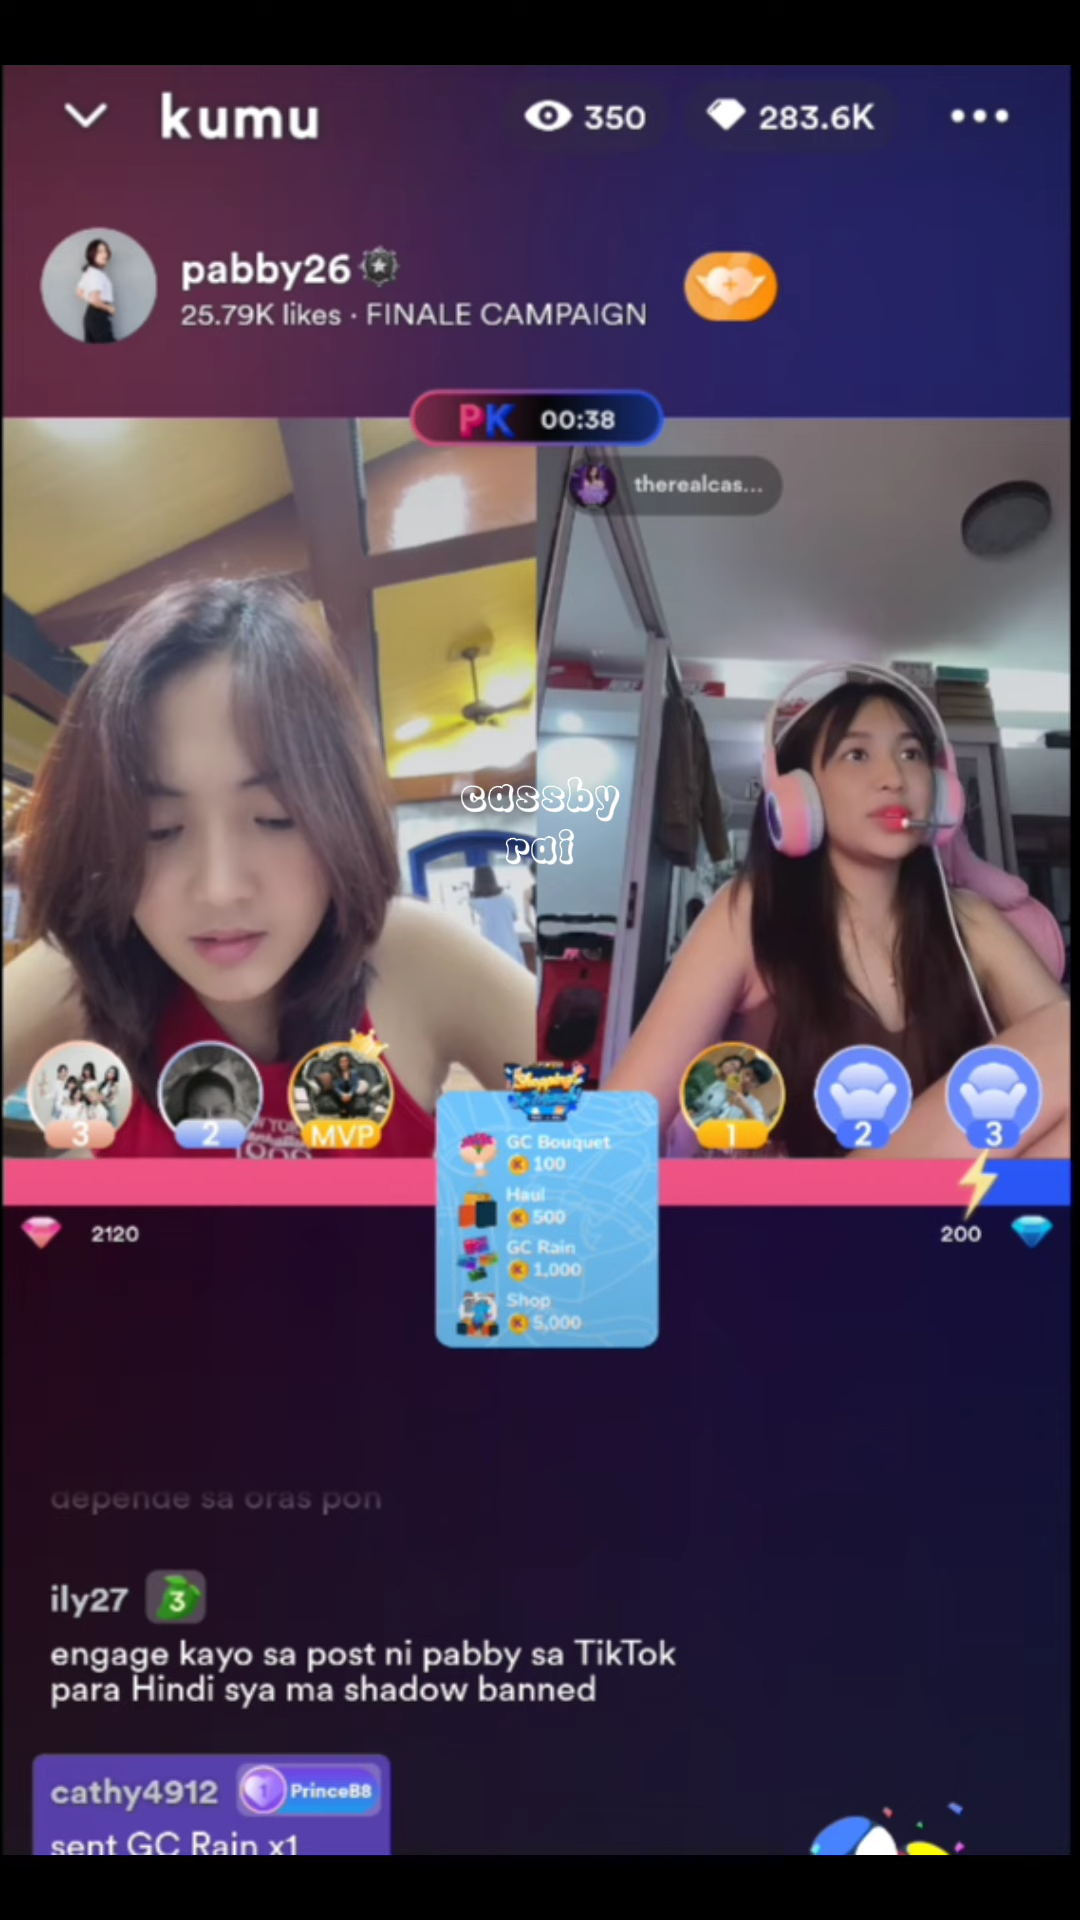 kumu
350
283.6K
pabby26
25.79K likes · FINALE CAMPAIGN
PK 00:38
therealcas...
cassby
rai
3
2
MVP
1
2
3
Shopping
GC Bouquet
100
Haul
500
GC Rain
1,000
Shop
5,000
2120
200
depende sa oras pon
ily27 3
engage kayo sa post ni pabby sa TikTok
para Hindi sya ma shadow banned
cathy4912 1 PrinceB8
sent GC Rain x1